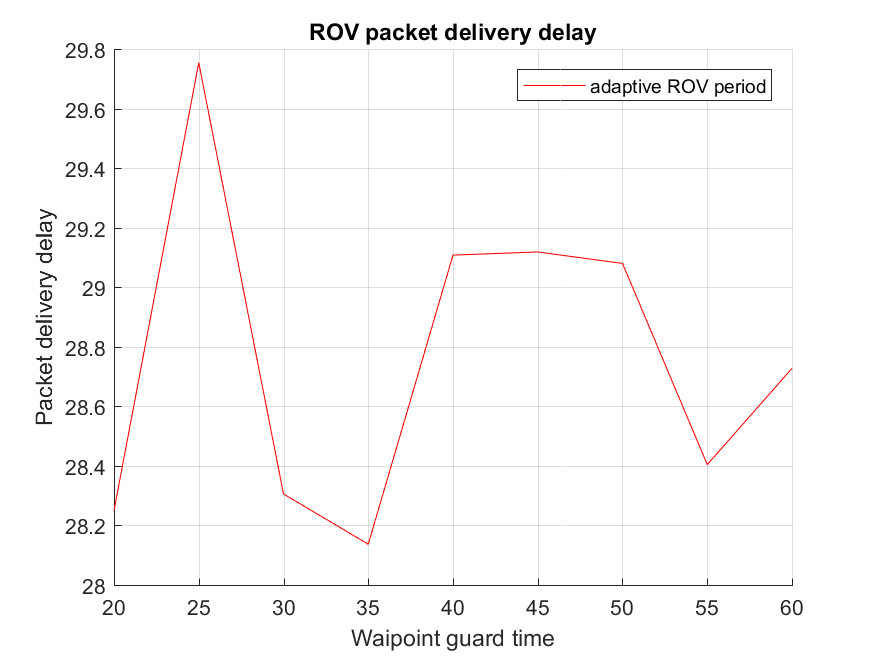 ROV packet delivery delay
adaptive ROV period
29.8
29.6
29.4
29.2
29
28.8
28.6
28.4
28.2
28
Packet delivery delay
20 25 30 35 40 45 50 55 60
Waipoint guard time